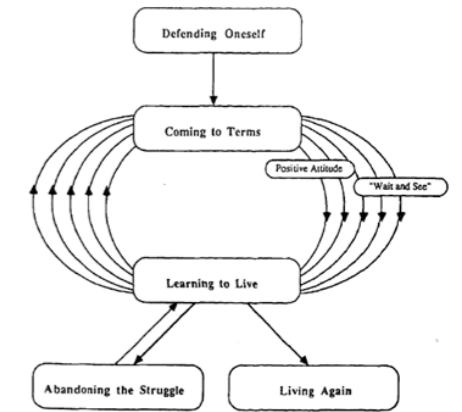 Defending Oneself
Coming to Terms
Positive Attitude
"Wait and See"
Learning to Live
Abandoning the Struggle
Living Again